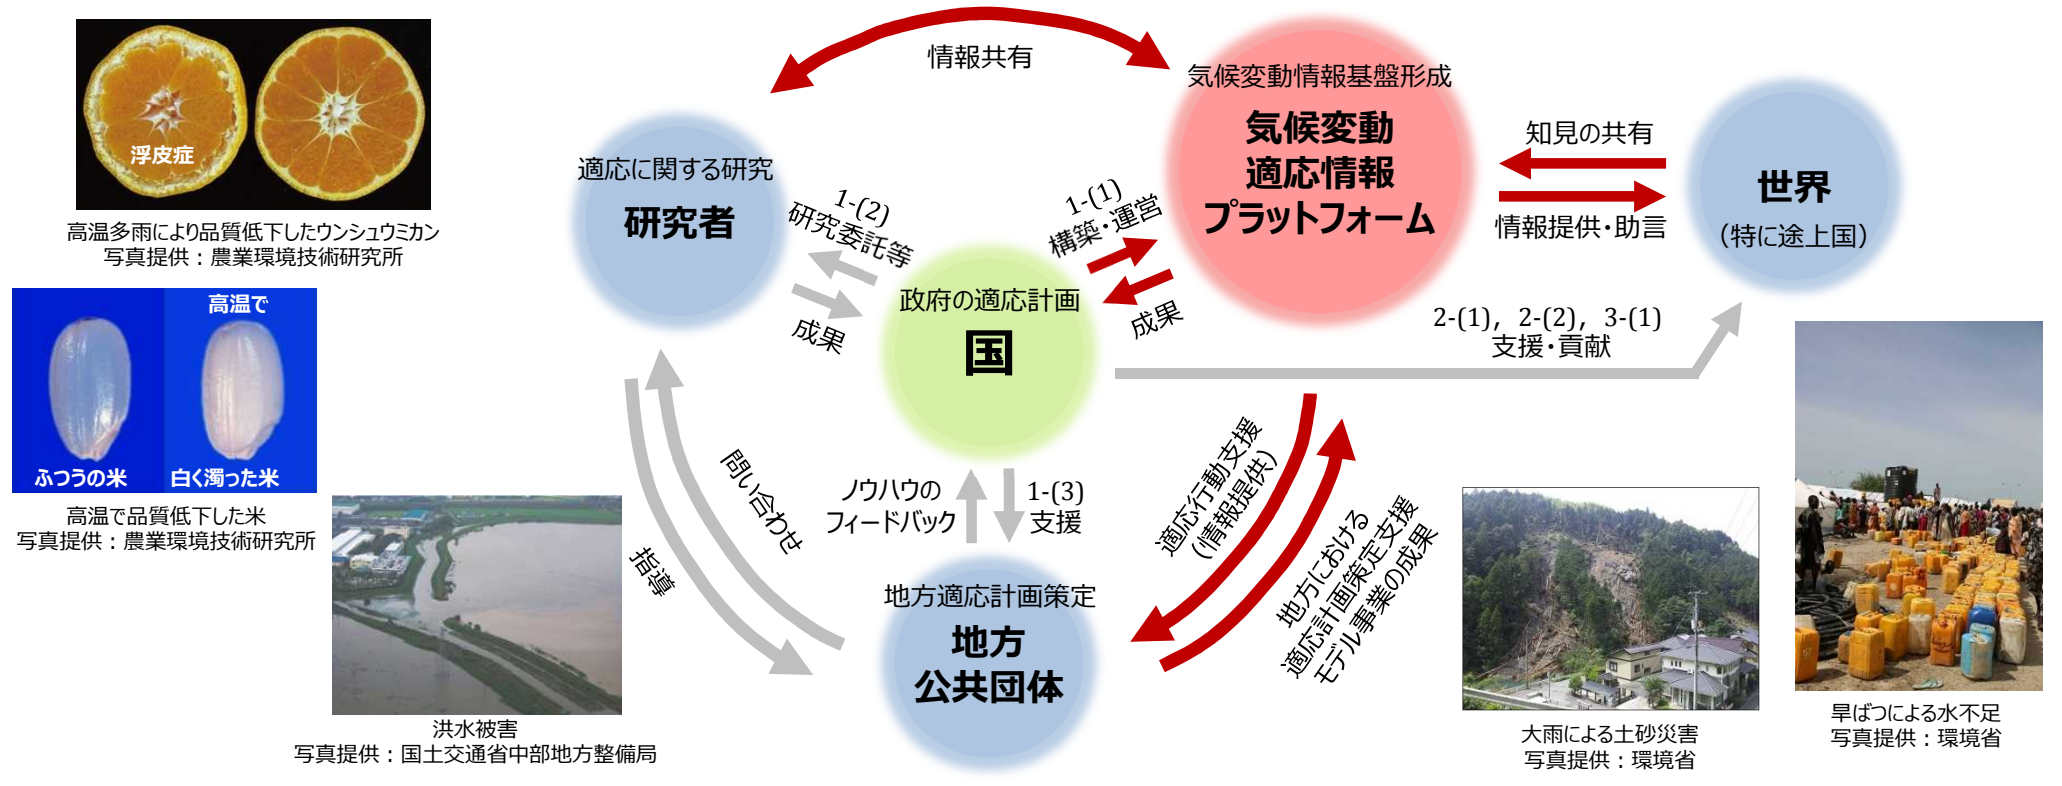 情報共有
気候変動情報基盤形成
気候変動
適応情報
プラットフォーム
知見の共有
情報提供・助言
世界
（特に途上国）
適応に関する研究
研究者
1-(2)
研究委託等
成果
1-(1)
構築・運営
成果
政府の適応計画
国
2-(1)，2-(2)，3-(1)
支援・貢献
浮皮症
高温多雨により品質低下したウンシュウミカン
写真提供：農業環境技術研究所
高温で
ふつうの米
白く濁った米
高温で品質低下した米
写真提供：農業環境技術研究所
指導
問い合わせ
ノウハウの
フィードバック
1-(3)
支援
適応行動支援
（情報提供）
地方における
適応計画策定支援
モデル事業の成果
地方適応計画策定
地方
公共団体
洪水被害
写真提供：国土交通省中部地方整備局
大雨による土砂災害
写真提供：環境省
旱ばつによる水不足
写真提供：環境省